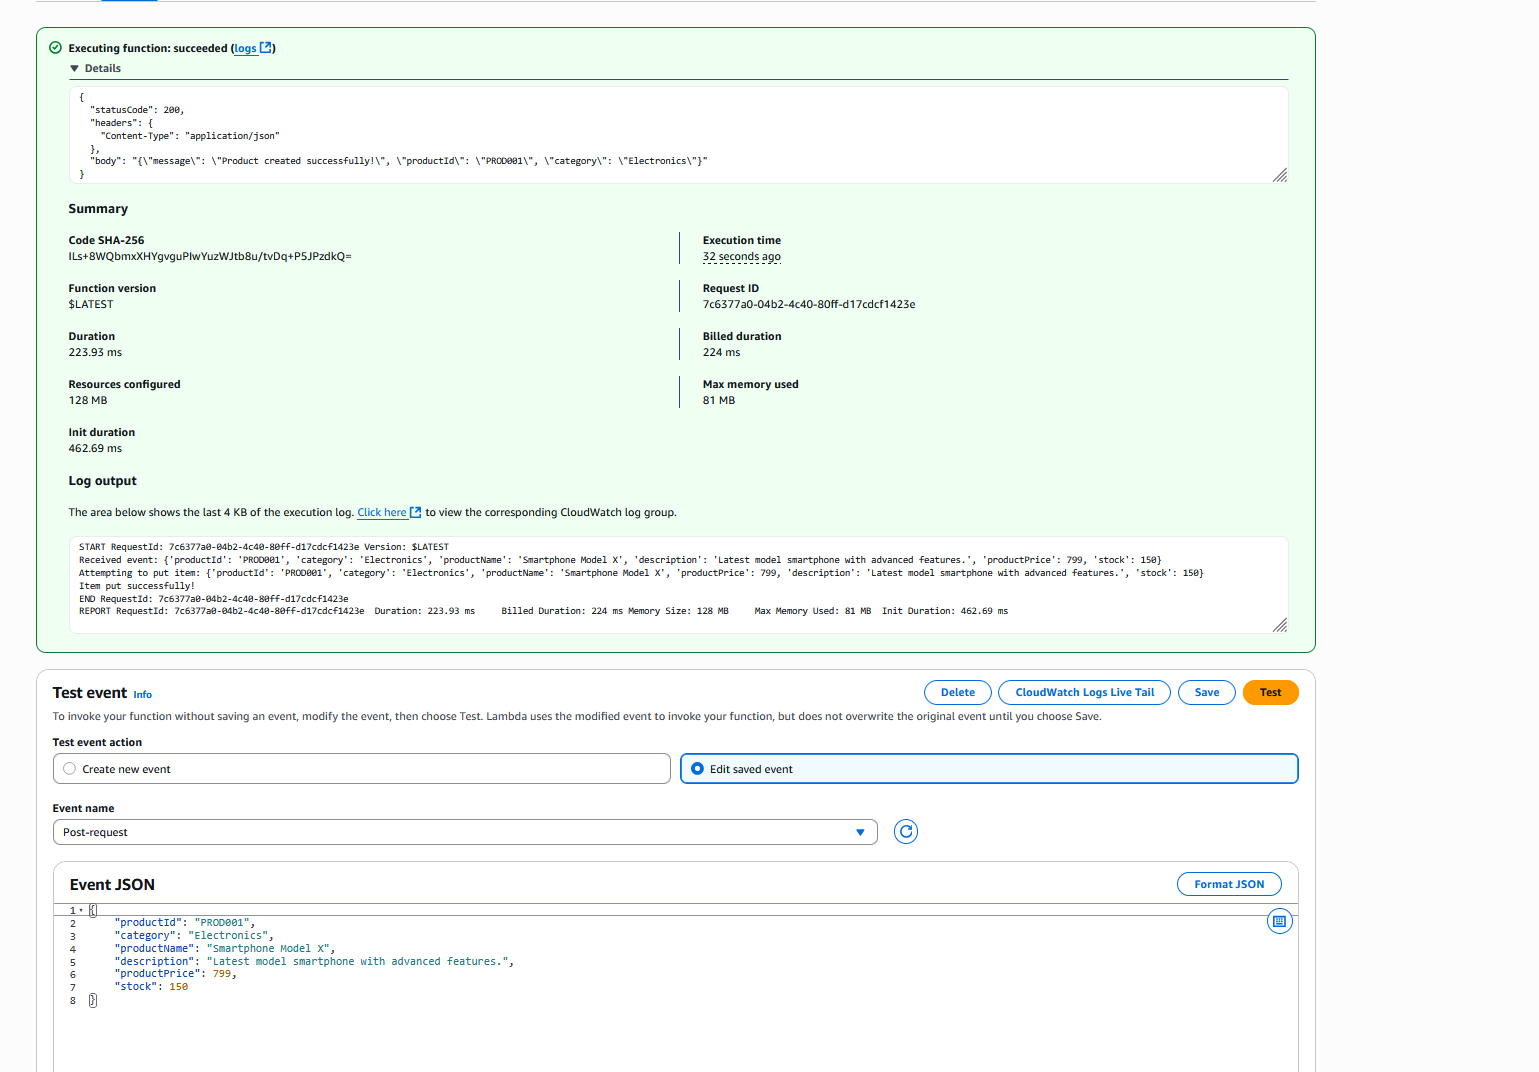 Executing function: succeeded (logs)
Details
{
"statusCode": 200,
"headers": {
"Content-Type": "application/json"
},
"body": "{\"message\": \"Product created successfully!\", \"productId\": \"PROD001\", \"category\": \"Electronics\"}"
}
Summary
Code SHA-256
ILs+8WQbmxXHYgvguPIwYuzWJtb8u/tvDq+P5JPzdkQ=
Execution time
32 seconds ago
Function version
$LATEST
Request ID
7c6377a0-04b2-4c40-80ff-d17cdcf1423e
Duration
223.93 ms
Billed duration
224 ms
Resources configured
128 MB
Max memory used
81 MB
Init duration
462.69 ms
Log output
The area below shows the last 4 KB of the execution log. Click here to view the corresponding CloudWatch log group.
START RequestId: 7c6377a0-04b2-4c40-80ff-d17cdcf1423e Version: $LATEST
Received event: {'productId': 'PROD001', 'category': 'Electronics', 'productName': 'Smartphone Model X', 'description': 'Latest model smartphone with advanced features.', 'productPrice': 799, 'stock': 150}
Attempting to put item: {'productId': 'PROD001', 'category': 'Electronics', 'productName': 'Smartphone Model X', 'productPrice': 799, 'description': 'Latest model smartphone with advanced features.', 'stock': 150}
Item put successfully!
END RequestId: 7c6377a0-04b2-4c40-80ff-d17cdcf1423e
REPORT RequestId: 7c6377a0-04b2-4c40-80ff-d17cdcf1423e Duration: 223.93 ms Billed Duration: 224 ms Memory Size: 128 MB Max Memory Used: 81 MB Init Duration: 462.69 ms
Test event Info
Delete
CloudWatch Logs Live Tail
Save
Test
To invoke your function without saving an event, modify the event, then choose Test. Lambda uses the modified event to invoke your function, but does not overwrite the original event until you choose Save.
Test event action
Create new event
Edit saved event
Event name
Post-request
Event JSON
Format JSON
1 {
2 "productId": "PROD001",
3 "category": "Electronics",
4 "productName": "Smartphone Model X",
5 "description": "Latest model smartphone with advanced features.",
6 "productPrice": 799,
7 "stock": 150
8 }